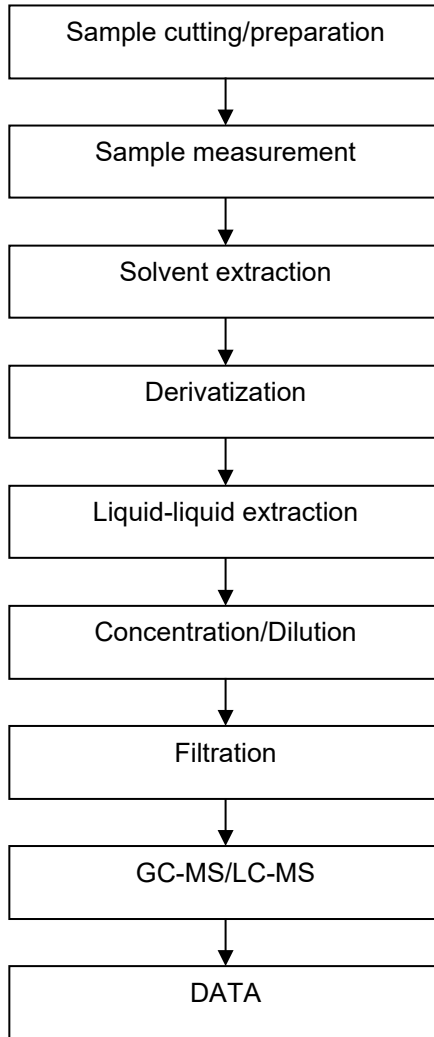 Sample cutting/preparation
Sample measurement
Solvent extraction
Derivatization
Liquid-liquid extraction
Concentration/Dilution
Filtration
GC-MS/LC-MS
DATA